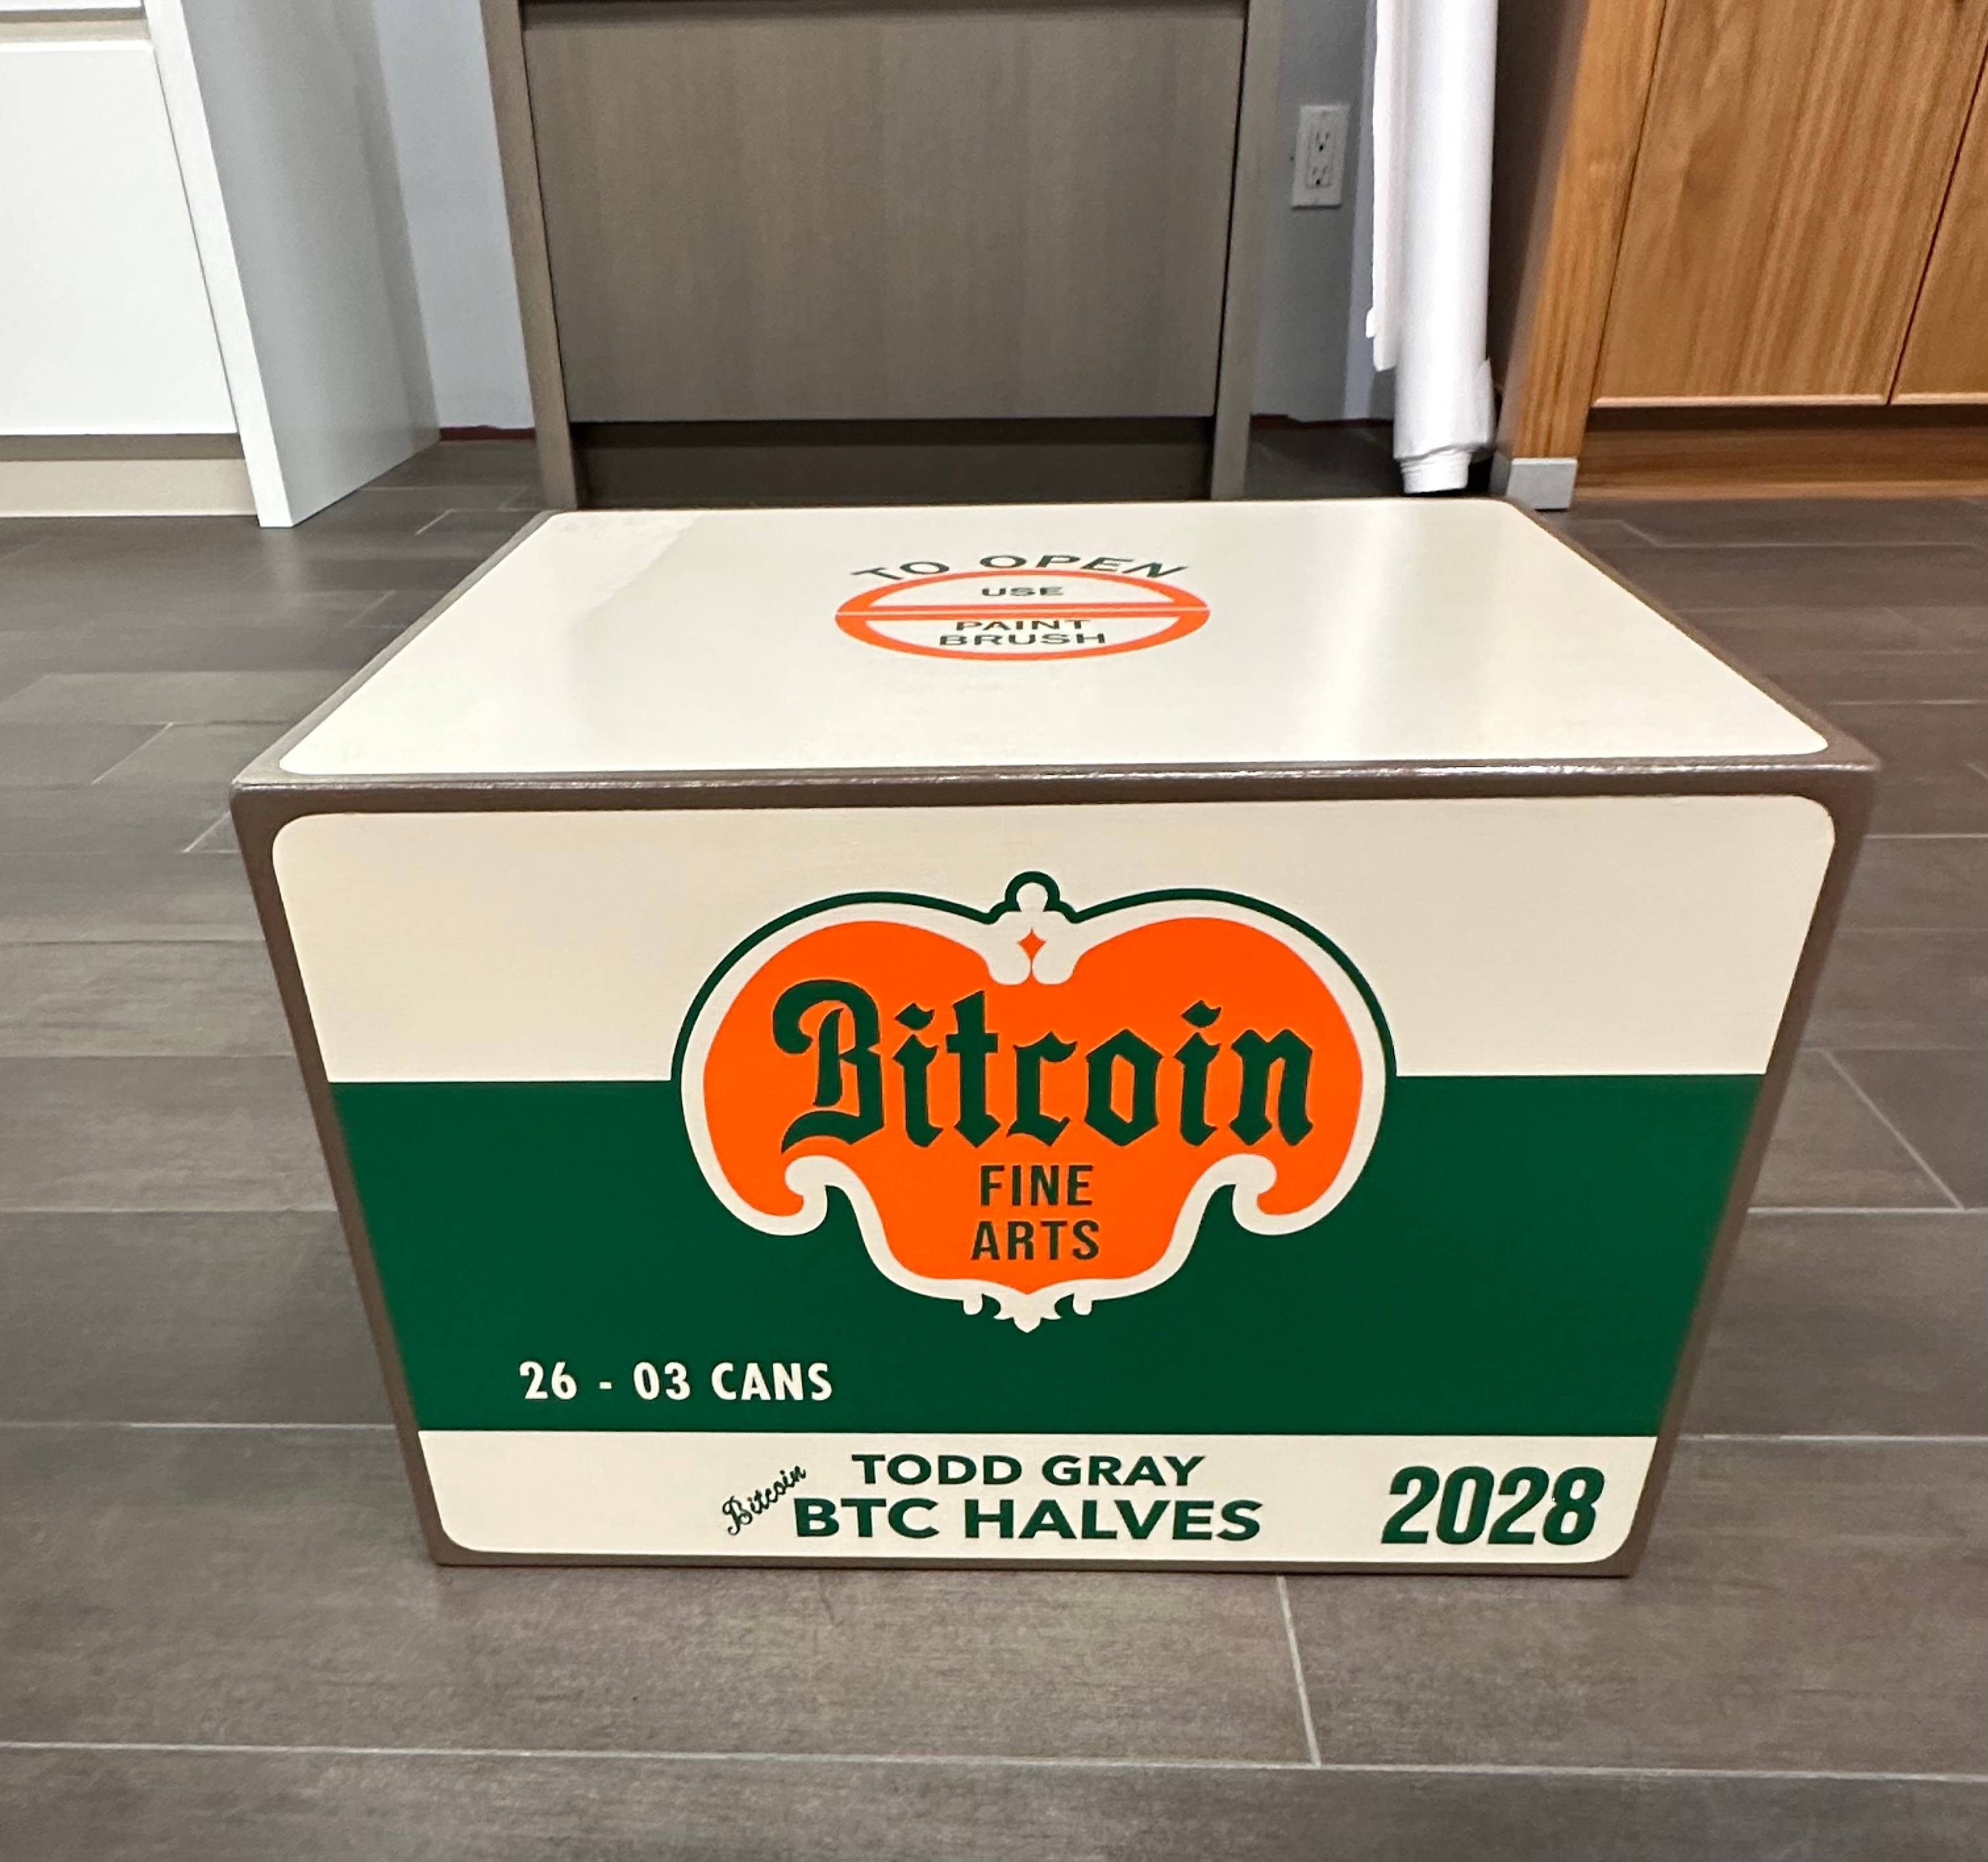 TO OPEN
USE
PAINT
BRUSH
Bitcoin
FINE
ARTS
26 - 03 CANS
TODD GRAY
Bitcoin
BTC HALVES
2028